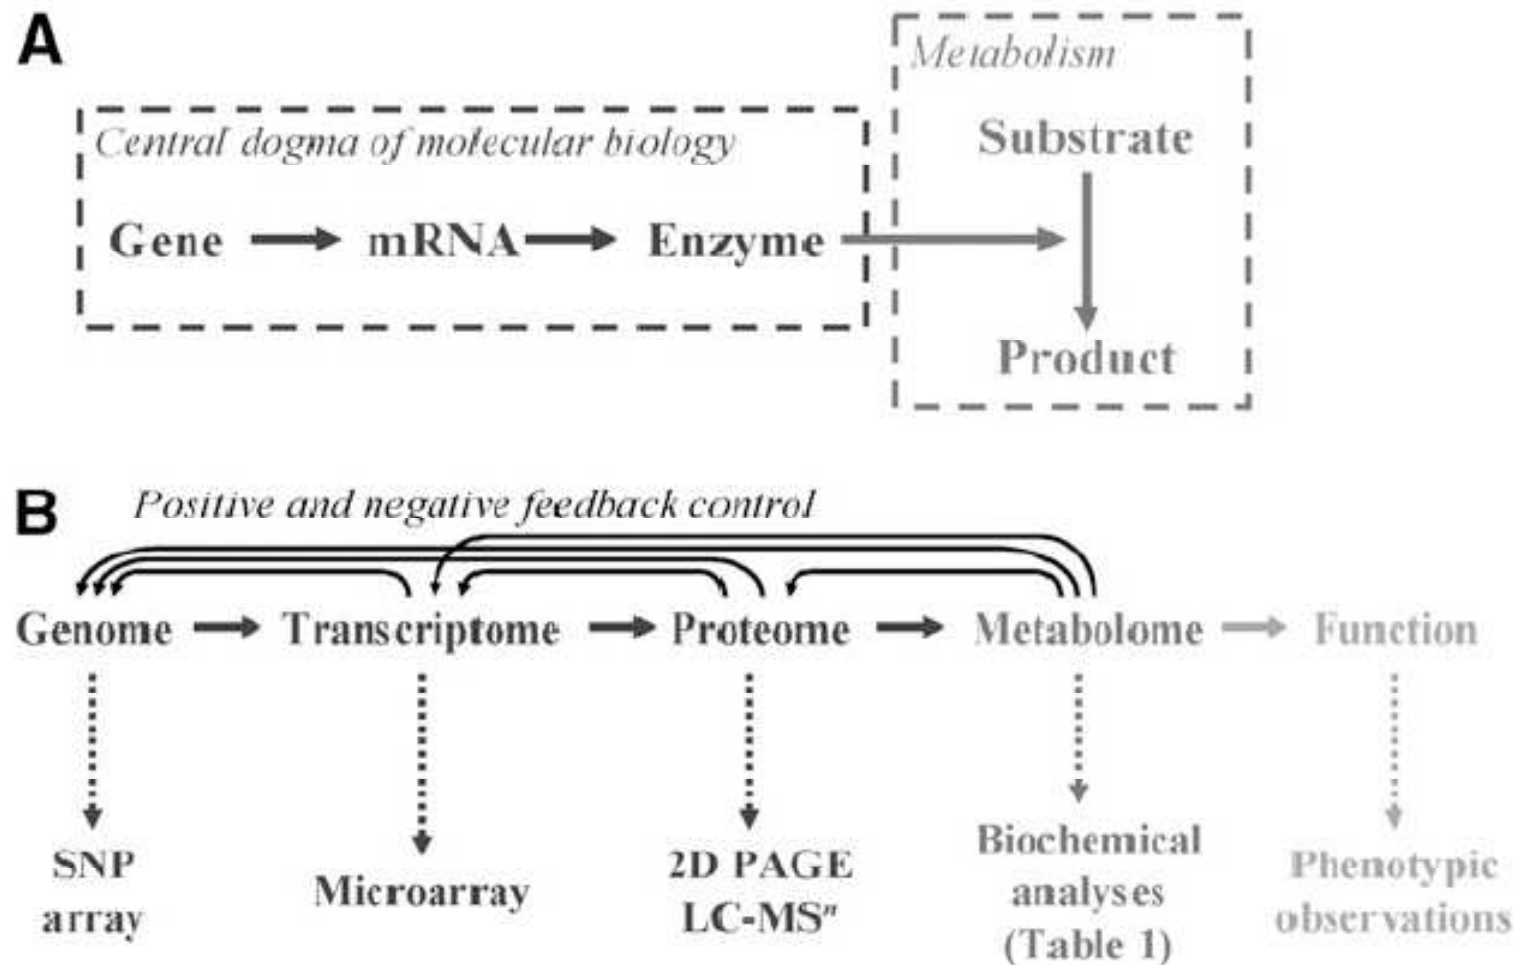 A
Metabolism
Central dogma of molecular biology
Substrate
Gene mRNA Enzyme
Product
B
Positive and negative feedback control
Genome Transcriptome Proteome Metabolome Function
SNP
array
Microarray
2D PAGE
LC-MSⁿ
Biochemical
analyses
(Table 1)
Phenotypic
observations